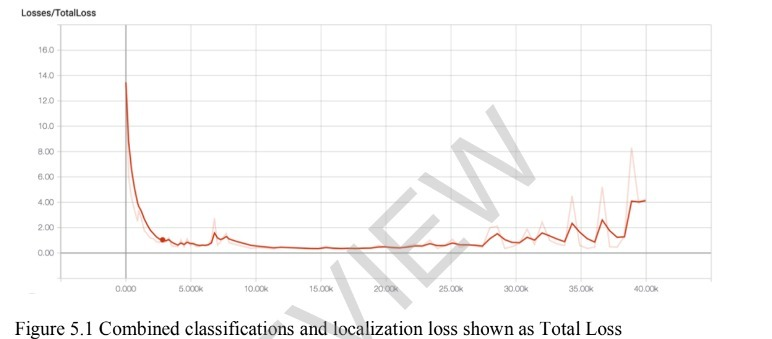 Losses/TotalLoss
16.0
14.0
12.0
10.0
8.00
6.00
4.00
2.00
0.00
0.000 5.000k 10.00k 15.00k 20.00k 25.00k 30.00k 35.00k 40.00k
VIEW
Figure 5.1 Combined classifications and localization loss shown as Total Loss